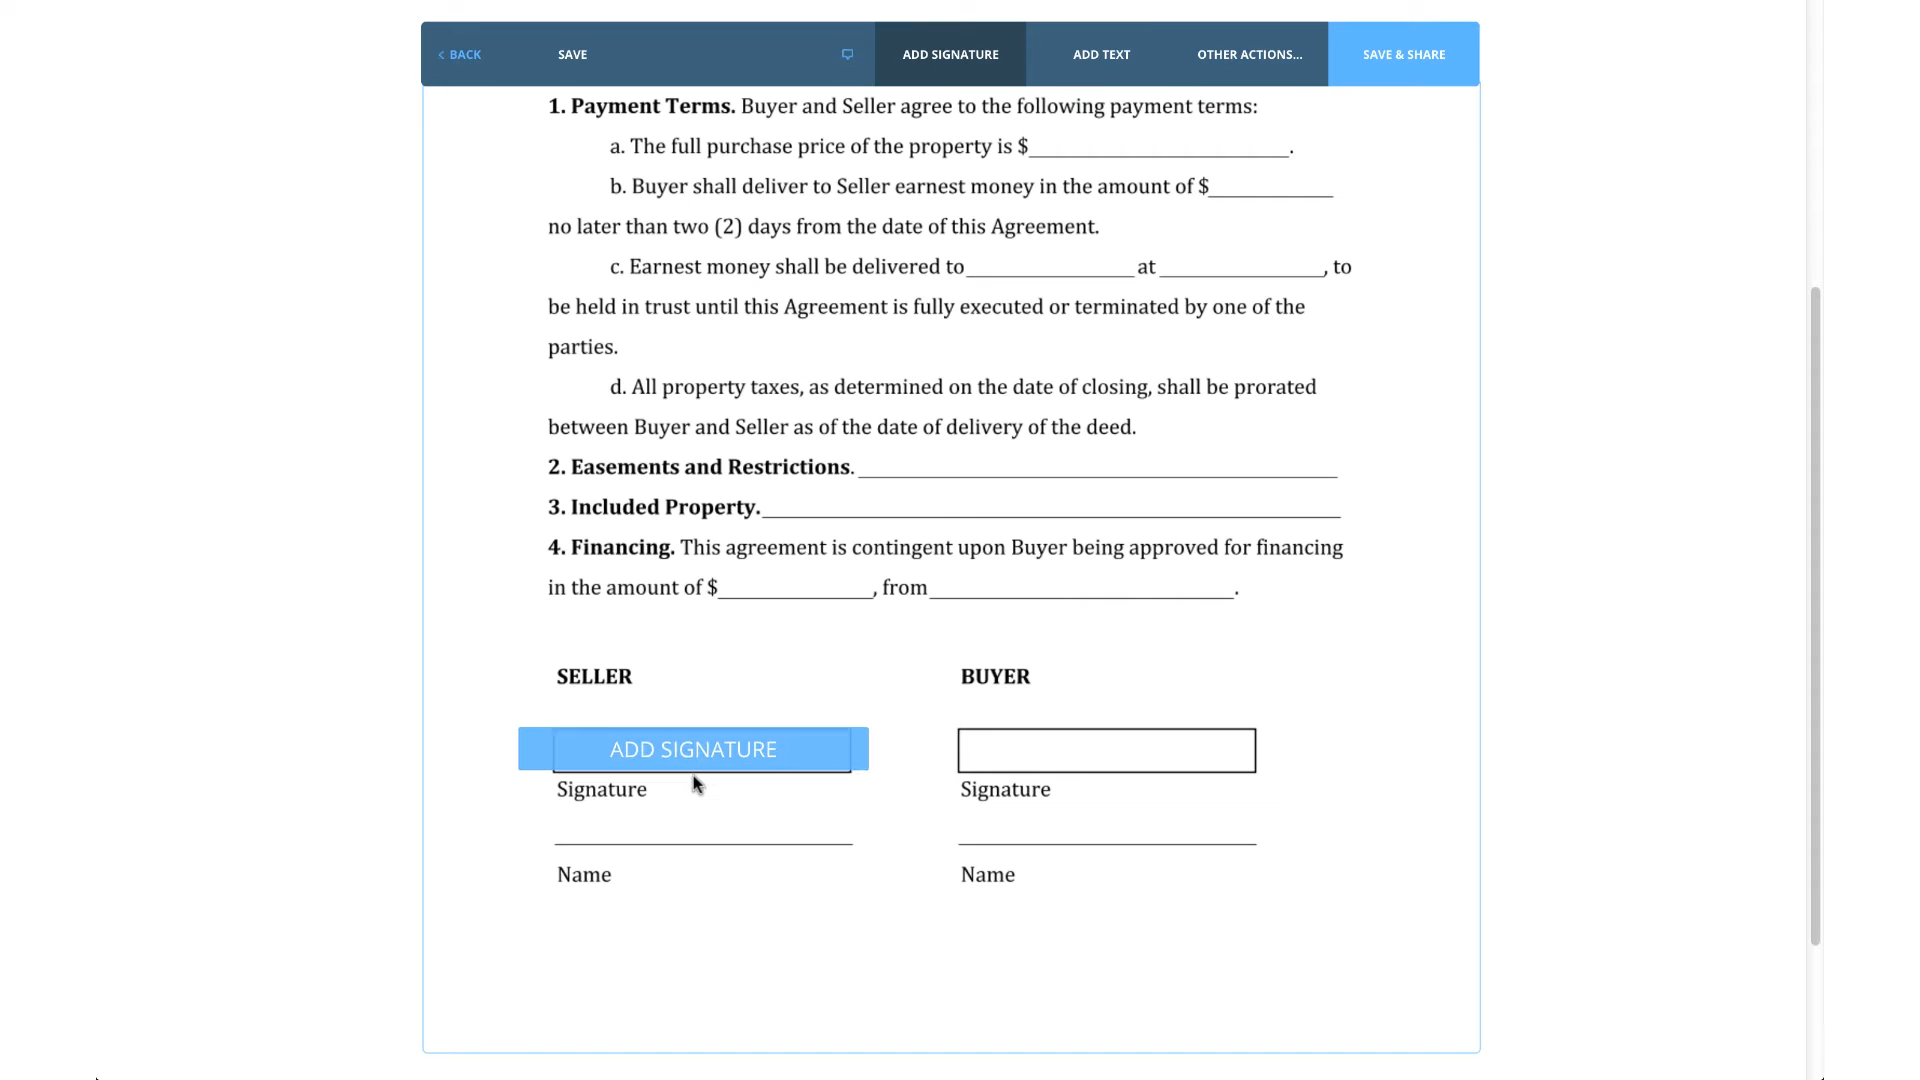 BACK SAVE ADD SIGNATURE ADD TEXT OTHER ACTIONS... SAVE & SHARE
1. Payment Terms. Buyer and Seller agree to the following payment terms:
a. The full purchase price of the property is $_________________________.
b. Buyer shall deliver to Seller earnest money in the amount of $____________
no later than two (2) days from the date of this Agreement.
c. Earnest money shall be delivered to________________ at ________________, to
be held in trust until this Agreement is fully executed or terminated by one of the
parties.
d. All property taxes, as determined on the date of closing, shall be prorated
between Buyer and Seller as of the date of delivery of the deed.
2. Easements and Restrictions. ______________________________________________
3. Included Property.________________________________________________________
4. Financing. This agreement is contingent upon Buyer being approved for financing
in the amount of $_______________, from_____________________________.
SELLER BUYER
ADD SIGNATURE
Signature Signature
Name Name